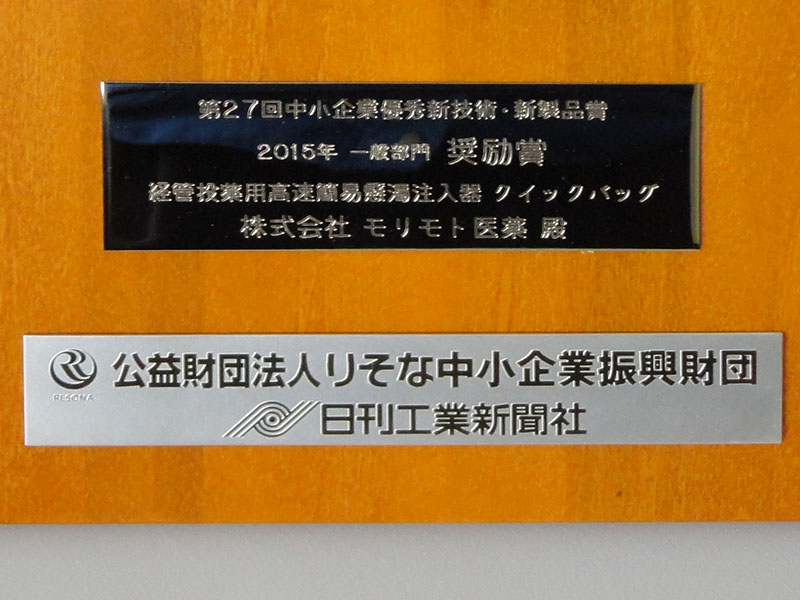 第27回中小企業優秀新技術・新製品賞
2015年 一般部門 奨励賞
経管投薬用高速簡易懸濁注入器 クイックバッグ
株式会社 モリモト医薬 殿
公益財団法人りそな中小企業振興財団
RESONA
日刊工業新聞社